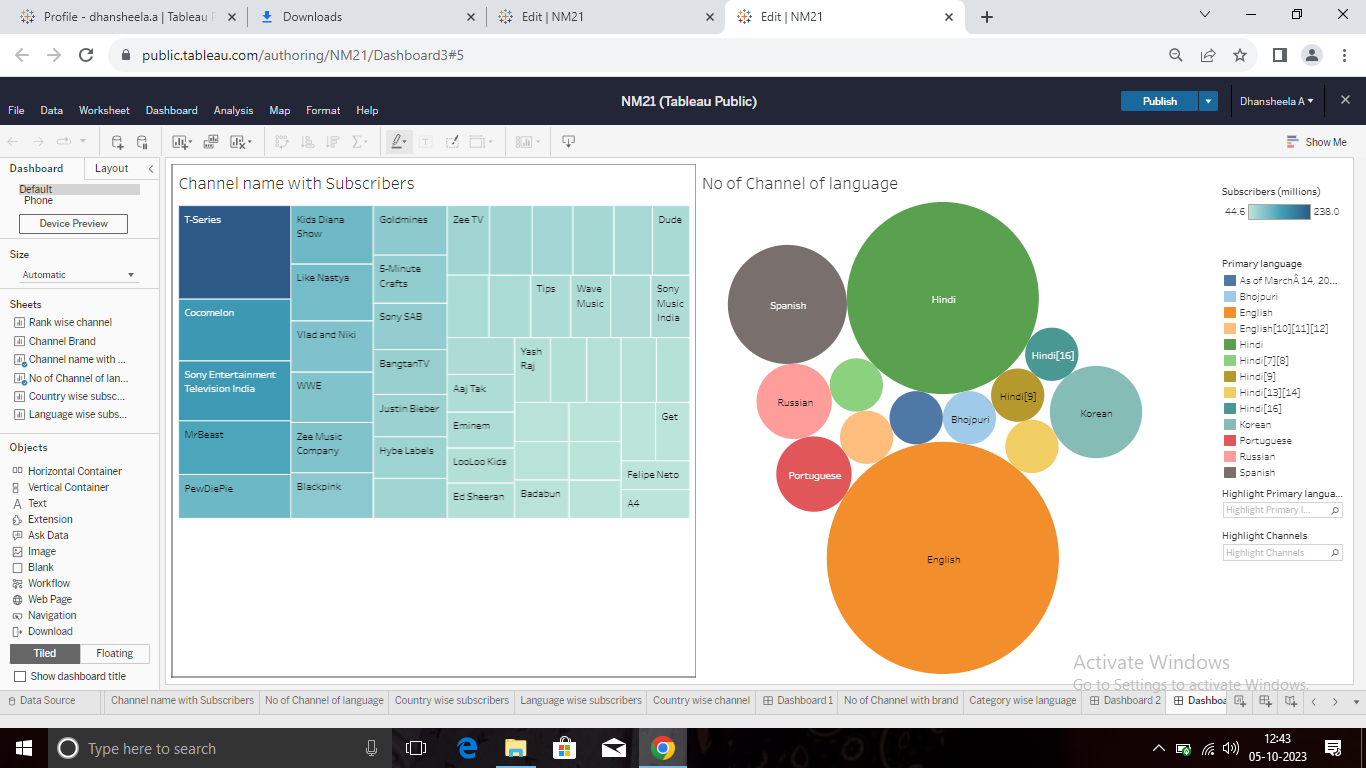 Profile - dhansheela.a | Tableau P
Downloads
Edit | NM21
Edit | NM21
public.tableau.com/authoring/NM21/Dashboard3#5
NM21 (Tableau Public)
Publish
Dhansheela A
File Data Worksheet Dashboard Analysis Map Format Help
Show Me
Dashboard Layout
Default
Phone
Device Preview
Size
Automatic
Sheets
Rank wise channel
Channel Brand
Channel name with ...
No of Channel of lan...
Country wise subsc...
Language wise subs...
Objects
Horizontal Container
Vertical Container
Text
Extension
Ask Data
Image
Blank
Workflow
Web Page
Navigation
Download
Tiled Floating
Show dashboard title
Channel name with Subscribers
T-Series
Cocomelon
Sony Entertainment
Television India
MrBeast
PewDiePie
Kids Diana
Show
Like Nastya
Vlad and Niki
WWE
Zee Music
Company
Blackpink
Goldmines
5-Minute
Crafts
Sony SAB
BangtanTV
Justin Bieber
Hybe Labels
Zee TV
Dude
Tips
Wave
Music
Sony
Music
India
Yash
Raj
Aaj Tak
Eminem
LooLoo Kids
Ed Sheeran
Badabun
Get
Felipe Neto
A4
No of Channel of language
Spanish
Hindi
Hindi[16]
Russian
Hindi[9]
Korean
Bhojpuri
Portuguese
English
Subscribers (millions)
44.6 238.0
Primary language
As of MarchÂ 14, 20...
Bhojpuri
English
English[10][11][12]
Hindi
Hindi[7][8]
Hindi[9]
Hindi[13][14]
Hindi[16]
Korean
Portuguese
Russian
Spanish
Highlight Primary langua...
Highlight Primary l...
Highlight Channels
Highlight Channels
Activate Windows
Go to Settings to activate Windows.
Data Source Channel name with Subscribers No of Channel of language Country wise subscribers Language wise subscribers Country wise channel Dashboard 1 No of Channel with brand Category wise language Dashboard 2 Dashboa
Type here to search
12:43
05-10-2023